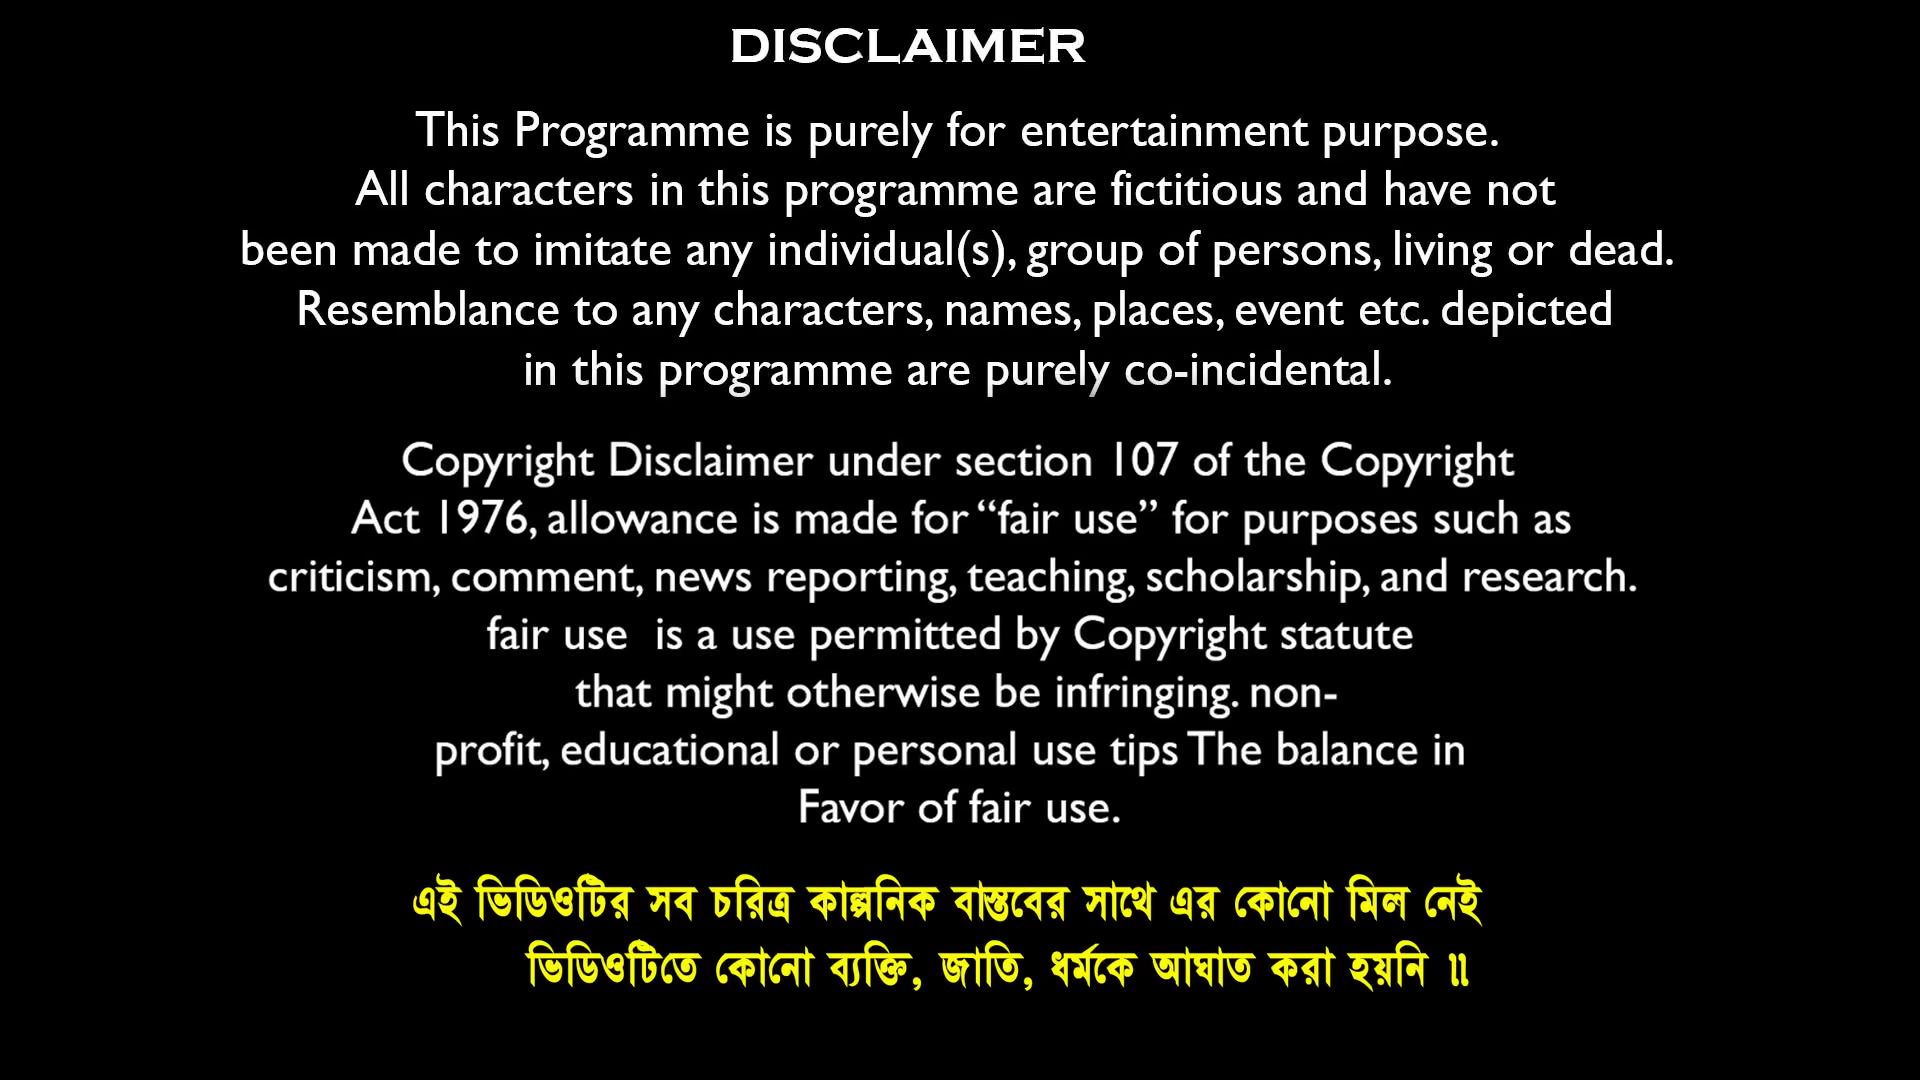 DISCLAIMER
This Programme is purely for entertainment purpose.
All characters in this programme are fictitious and have not
been made to imitate any individual(s), group of persons, living or dead.
Resemblance to any characters, names, places, event etc. depicted
in this programme are purely co-incidental.
Copyright Disclaimer under section 107 of the Copyright
Act 1976, allowance is made for “fair use” for purposes such as
criticism, comment, news reporting, teaching, scholarship, and research.
fair use  is a use permitted by Copyright statute
that might otherwise be infringing. non-
profit, educational or personal use tips The balance in
Favor of fair use.
এই ভিডিওটির সব চরিত্র কাল্পনিক বাস্তবের সাথে এর কোনো মিল নেই
ভিডিওটিতে কোনো ব্যক্তি, জাতি, ধর্মকে আঘাত করা হয়নি ॥